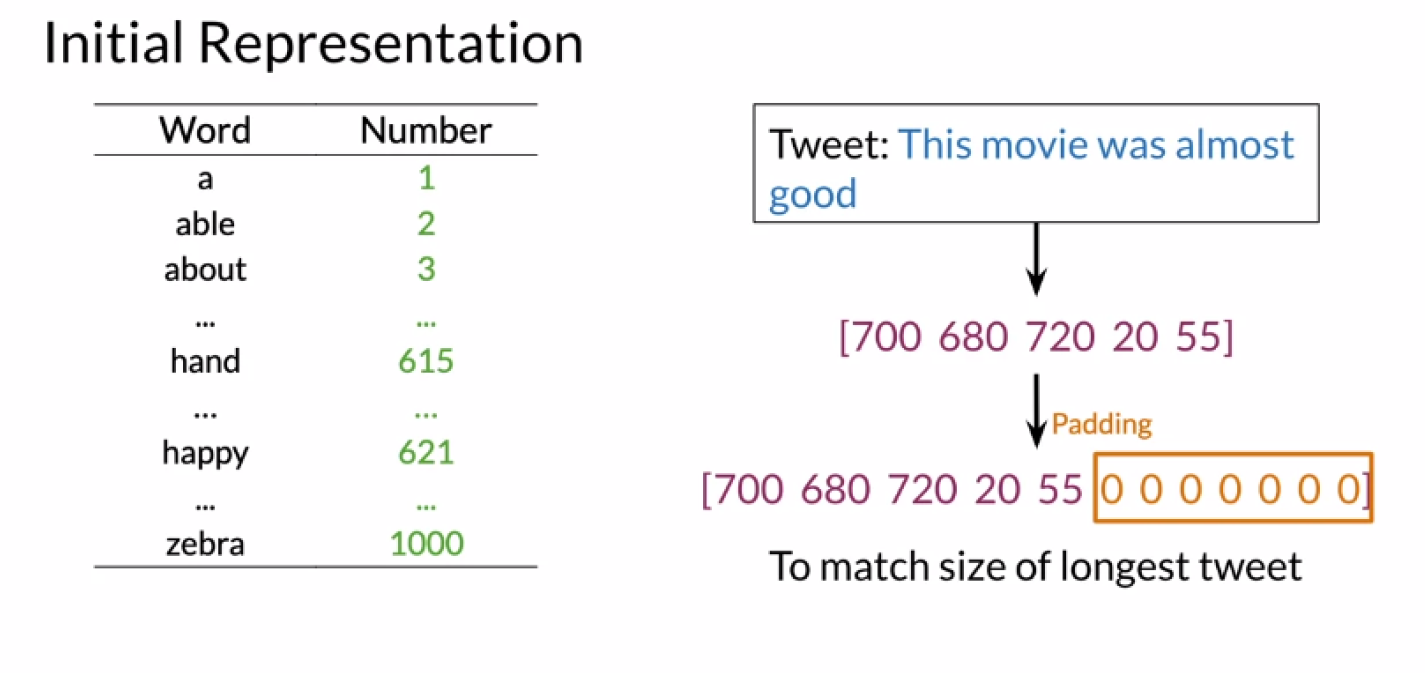 Initial Representation
Word Number
a 1
able 2
about 3
... ...
hand 615
... ...
happy 621
... ...
zebra 1000
Tweet: This movie was almost
good
[700 680 720 20 55]
Padding
[700 680 720 20 55 0 0 0 0 0 0 0]
To match size of longest tweet